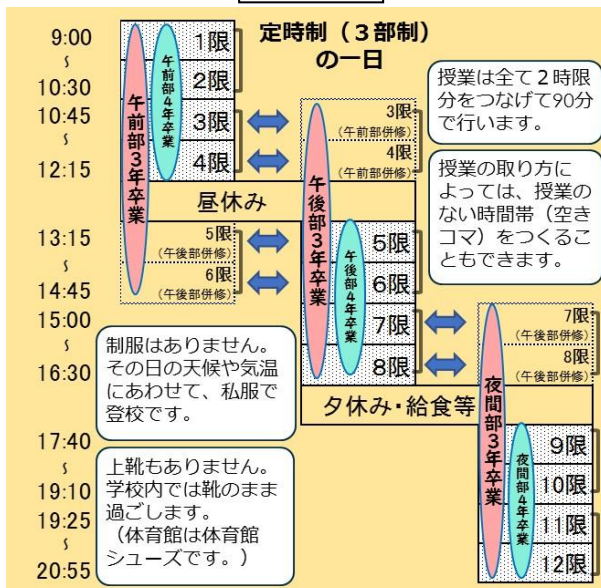 定時制（３部制）
の一日
9:00
～
10:30
10:45
～
12:15
13:15
～
14:45
15:00
～
16:30
17:40
～
19:10
19:25
～
20:55
午前部３年卒業
午前部４年卒業
1限
2限
3限
4限
3限
(午前部併修)
4限
(午前部併修)
昼休み
5限
(午後部併修)
6限
(午後部併修)
午後部３年卒業
午後部４年卒業
5限
6限
7限
8限
7限
(午後部併修)
8限
(午後部併修)
夕休み・給食等
夜間部３年卒業
夜間部４年卒業
9限
10限
11限
12限
授業は全て２時限
分をつなげて90分
で行います。
授業の取り方に
よっては、授業の
ない時間帯（空き
コマ）をつくるこ
ともできます。
制服はありません。
その日の天候や気温
にあわせて、私服で
登校です。
上靴もありません。
学校内では靴のまま
過ごします。
（体育館は体育館
シューズです。）